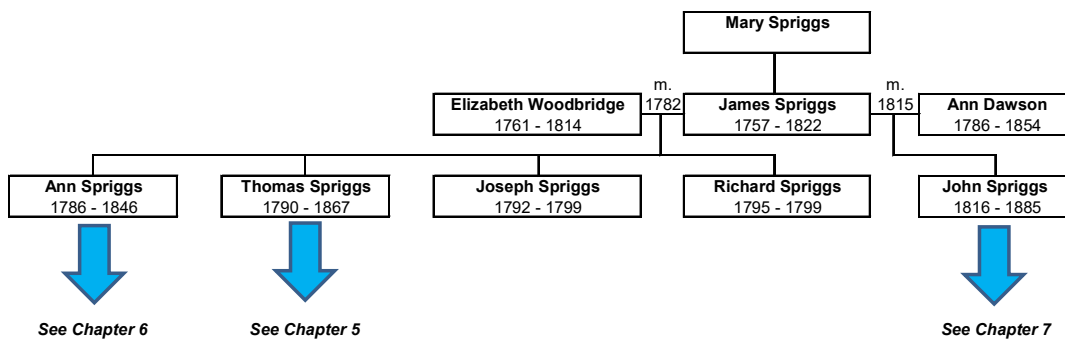 Mary Spriggs
m.
1782
m.
1815
Elizabeth Woodbridge
1761 - 1814
James Spriggs
1757 - 1822
Ann Dawson
1786 - 1854
Ann Spriggs
1786 - 1846
Thomas Spriggs
1790 - 1867
Joseph Spriggs
1792 - 1799
Richard Spriggs
1795 - 1799
John Spriggs
1816 - 1885
See Chapter 6
See Chapter 5
See Chapter 7